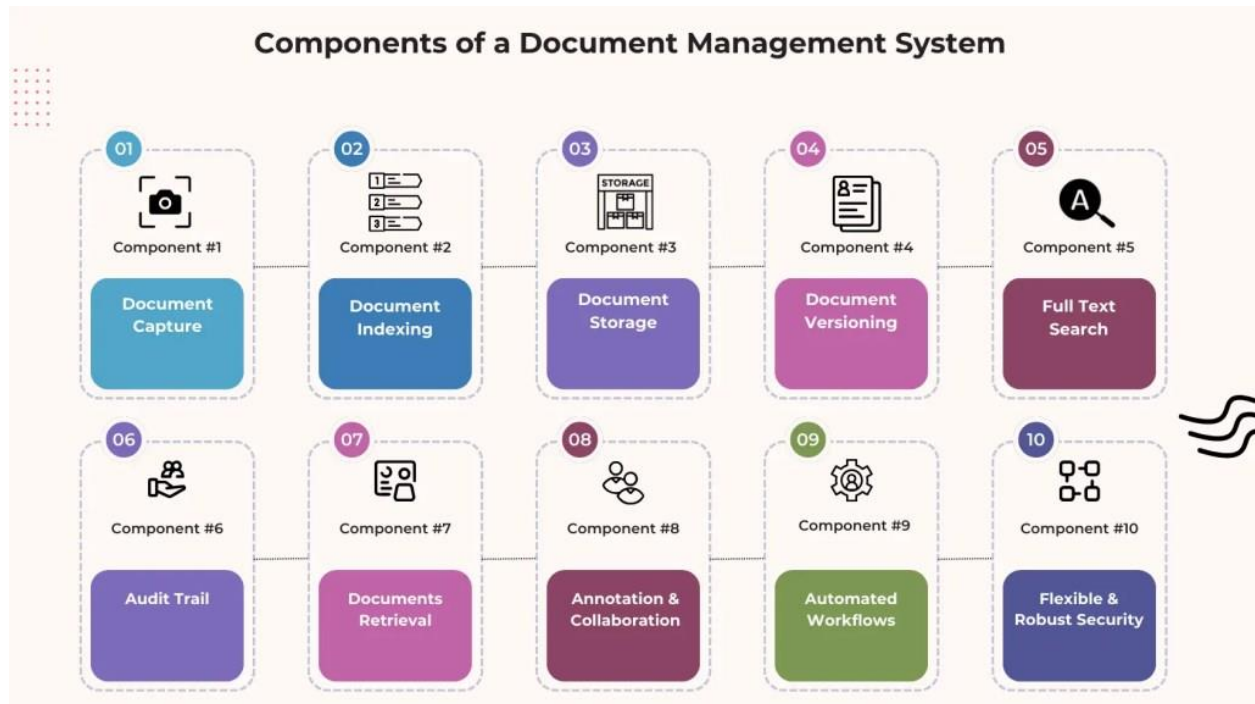 Components of a Document Management System
01
02
03
04
05
1
2
3
STORAGE
A
Component #1
Component #2
Component #3
Component #4
Component #5
Document
Capture
Document
Indexing
Document
Storage
Document
Versioning
Full Text
Search
06
07
08
09
10
Component #6
Component #7
Component #8
Component #9
Component #10
Audit Trail
Documents
Retrieval
Annotation &
Collaboration
Automated
Workflows
Flexible &
Robust Security